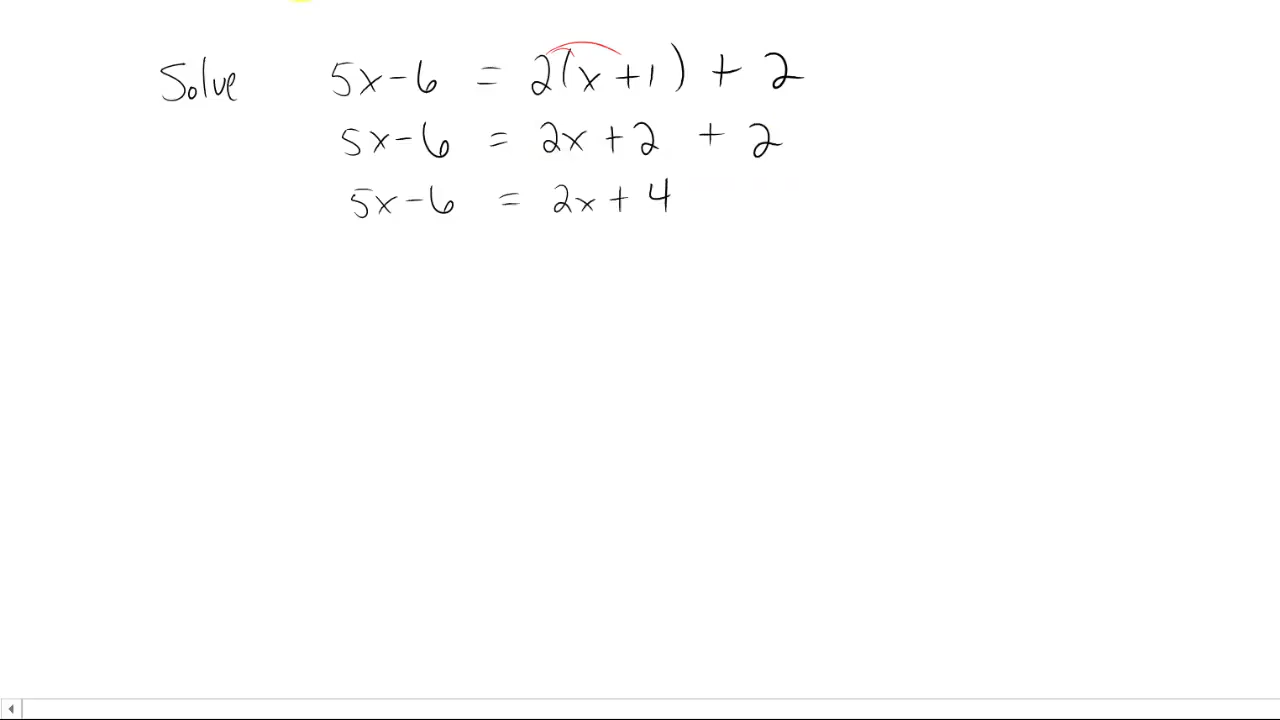 Solve 5x-6 = 2(x+1) + 2
5x-6 = 2x+2 + 2
5x-6 = 2x+4